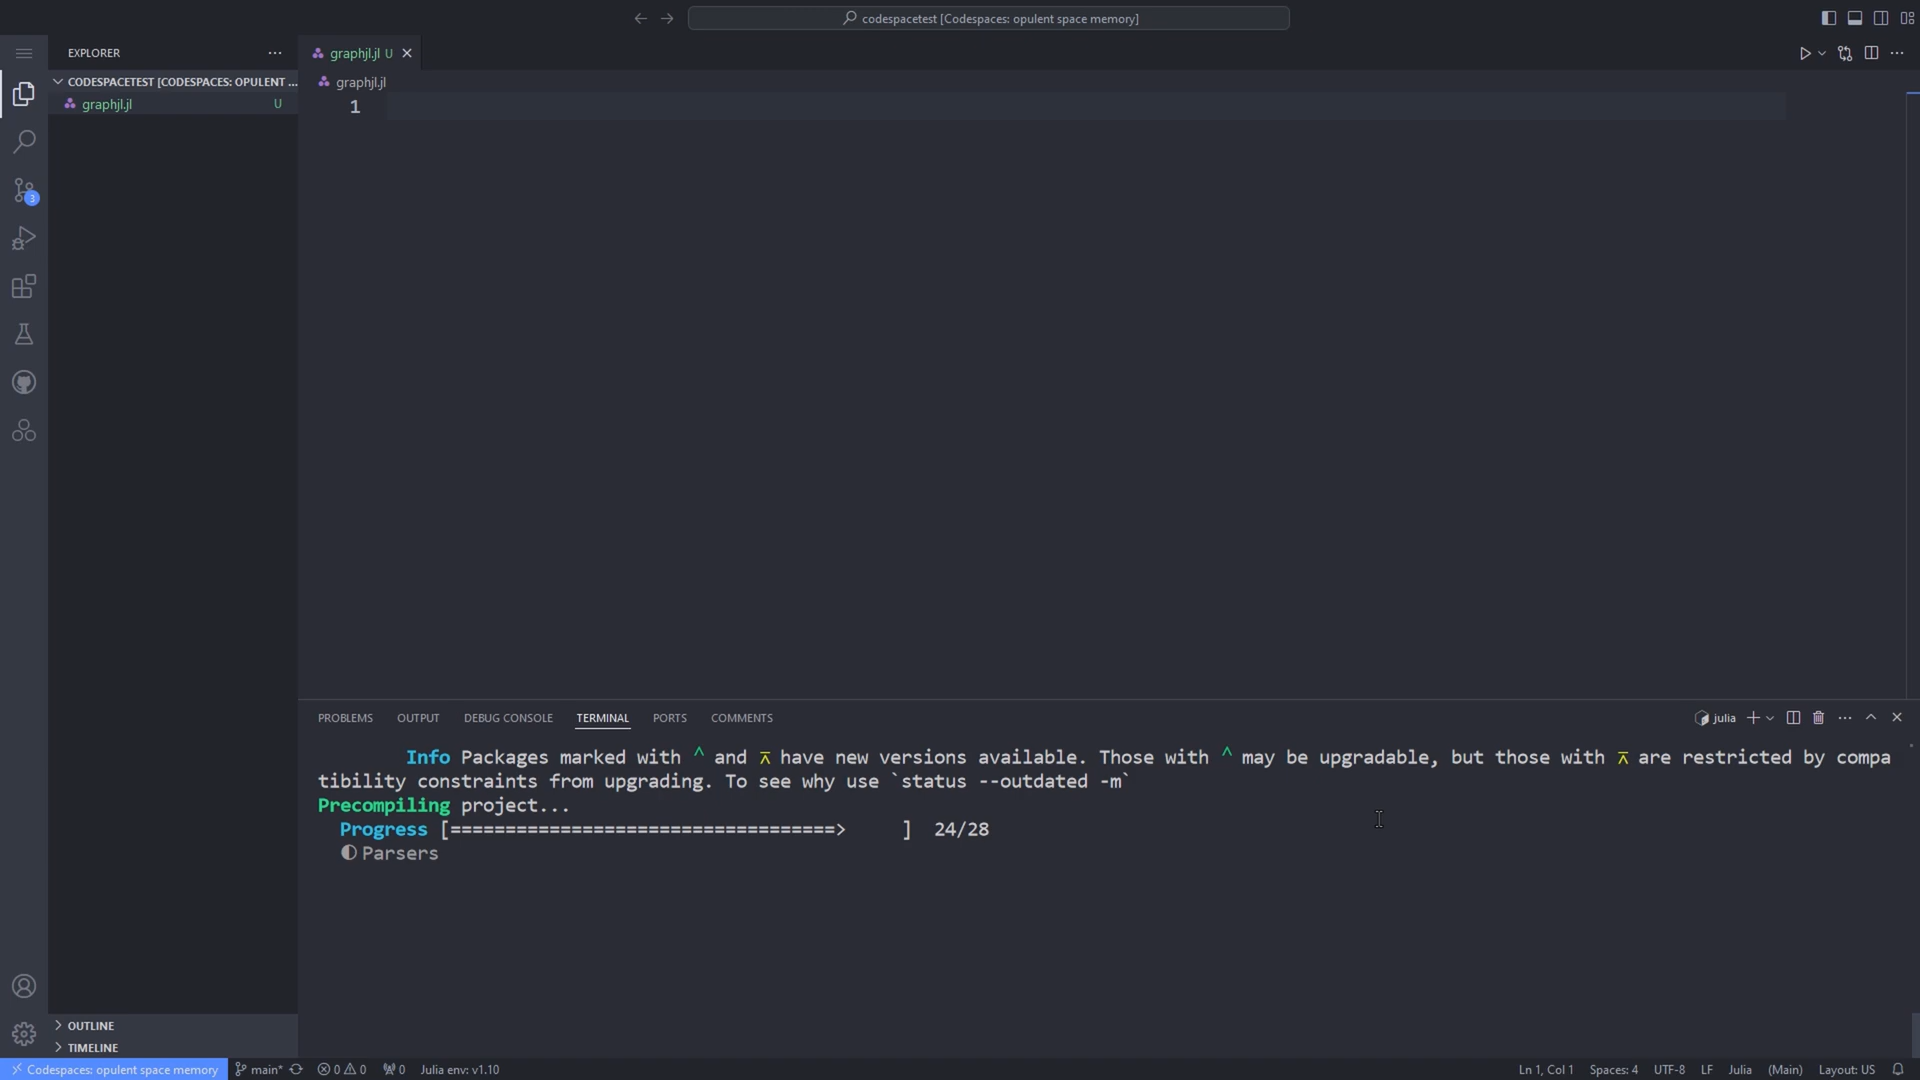 codespacetest [Codespaces: opulent space memory]
EXPLORER
graphjl.jl U
CODESPACETEST [CODESPACES: OPULENT ...
graphjl.jl
graphjl.jl U
1
3
PROBLEMS OUTPUT DEBUG CONSOLE TERMINAL PORTS COMMENTS
julia
Info Packages marked with ^ and ⌅ have new versions available. Those with ^ may be upgradable, but those with ⌅ are restricted by compa
tibility constraints from upgrading. To see why use `status --outdated -m`
Precompiling project...
Progress [===================================>     ] 24/28
◐ Parsers
OUTLINE
TIMELINE
Codespaces: opulent space memory main* 0 0 0 Julia env: v1.10 Ln 1, Col 1 Spaces: 4 UTF-8 LF Julia (Main) Layout: US